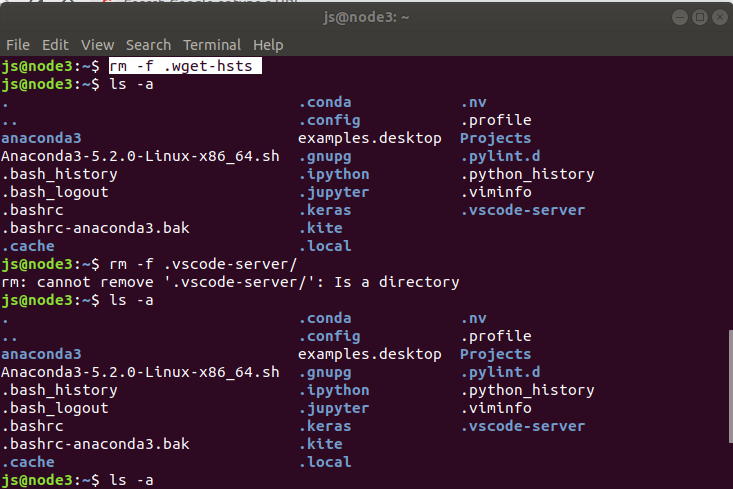 js@node3: ~
File Edit View Search Terminal Help
js@node3:~$ rm -f .wget-hsts
js@node3:~$ ls -a
. .conda .nv
.. .config .profile
anaconda3 examples.desktop Projects
Anaconda3-5.2.0-Linux-x86_64.sh .gnupg .pylint.d
.bash_history .ipython .python_history
.bash_logout .jupyter .viminfo
.bashrc .keras .vscode-server
.bashrc-anaconda3.bak .kite
.cache .local
js@node3:~$ rm -f .vscode-server/
rm: cannot remove '.vscode-server/': Is a directory
js@node3:~$ ls -a
. .conda .nv
.. .config .profile
anaconda3 examples.desktop Projects
Anaconda3-5.2.0-Linux-x86_64.sh .gnupg .pylint.d
.bash_history .ipython .python_history
.bash_logout .jupyter .viminfo
.bashrc .keras .vscode-server
.bashrc-anaconda3.bak .kite
.cache .local
js@node3:~$ ls -a